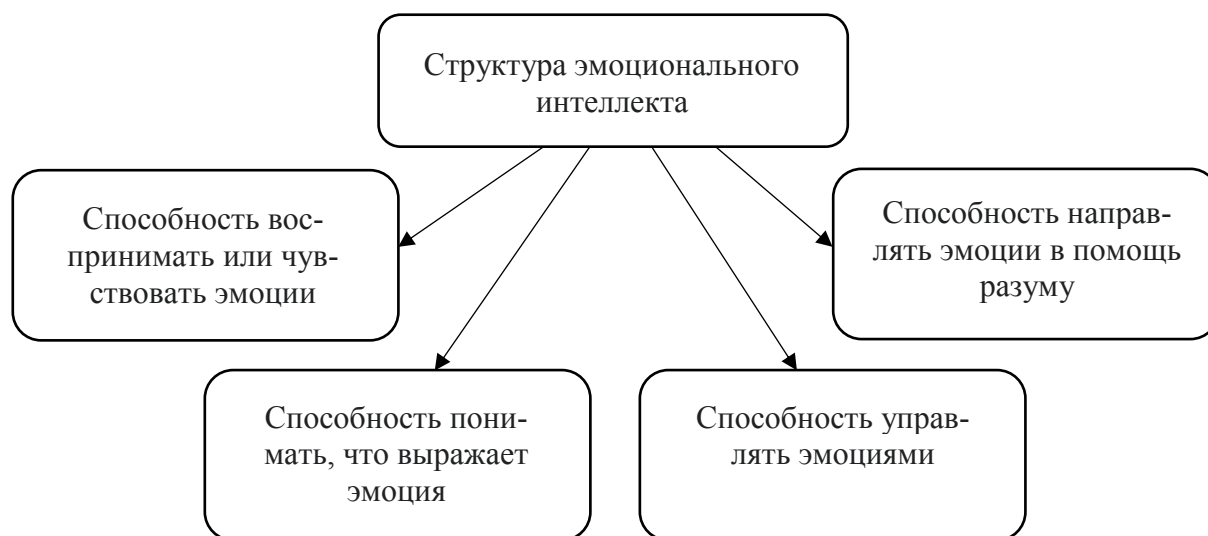 Структура эмоционального
интеллекта
Способность вос-
принимать или чув-
ствовать эмоции
Способность направ-
лять эмоции в помощь
разуму
Способность пони-
мать, что выражает
эмоция
Способность управ-
лять эмоциями